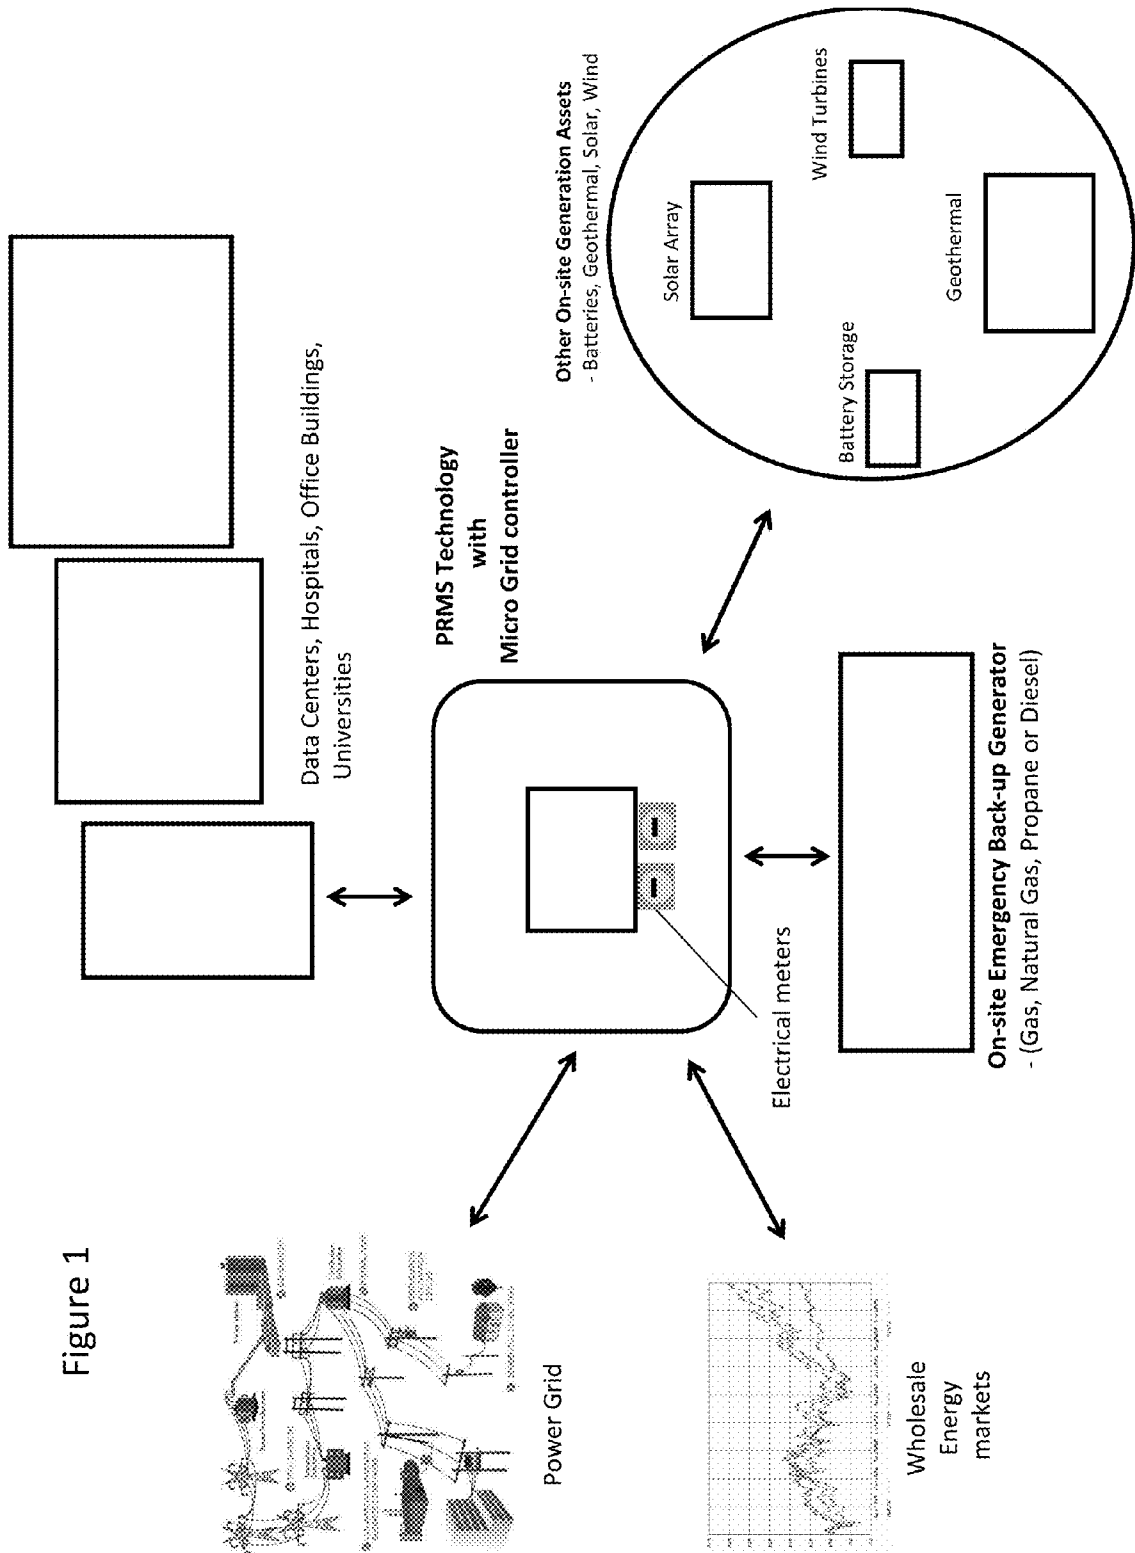 Figure 1
Data Centers, Hospitals, Office Buildings,
Universities
PRMS Technology
with
Micro Grid controller
Other On-site Generation Assets
- Batteries, Geothermal, Solar, Wind
Solar Array
Wind Turbines
Battery Storage
Geothermal
Power Grid
Electrical meters
Wholesale
Energy
markets
On-site Emergency Back-up Generator
- (Gas, Natural Gas, Propane or Diesel)